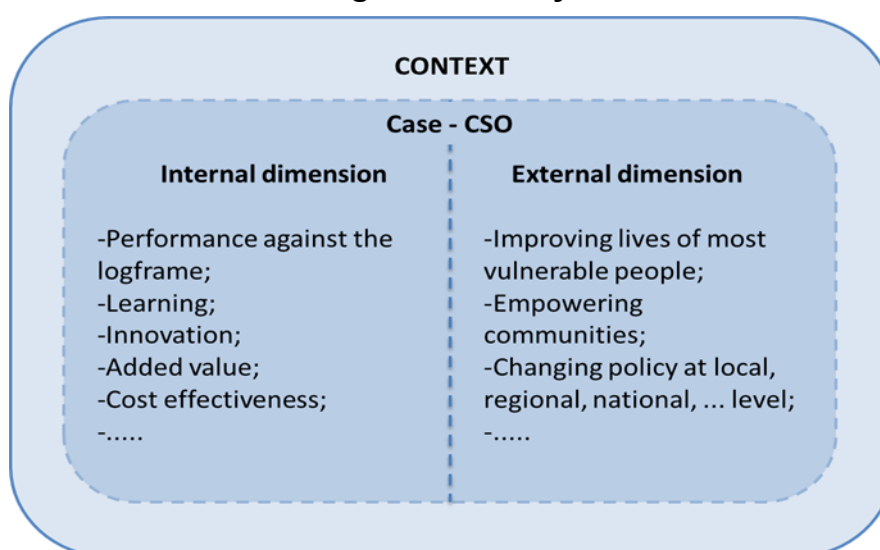 CONTEXT
Case - CSO
Internal dimension
-Performance against the
logframe;
-Learning;
-Innovation;
-Added value;
-Cost effectiveness;
-.....
External dimension
-Improving lives of most
vulnerable people;
-Empowering
communities;
-Changing policy at local,
regional, national, ... level;
-.....